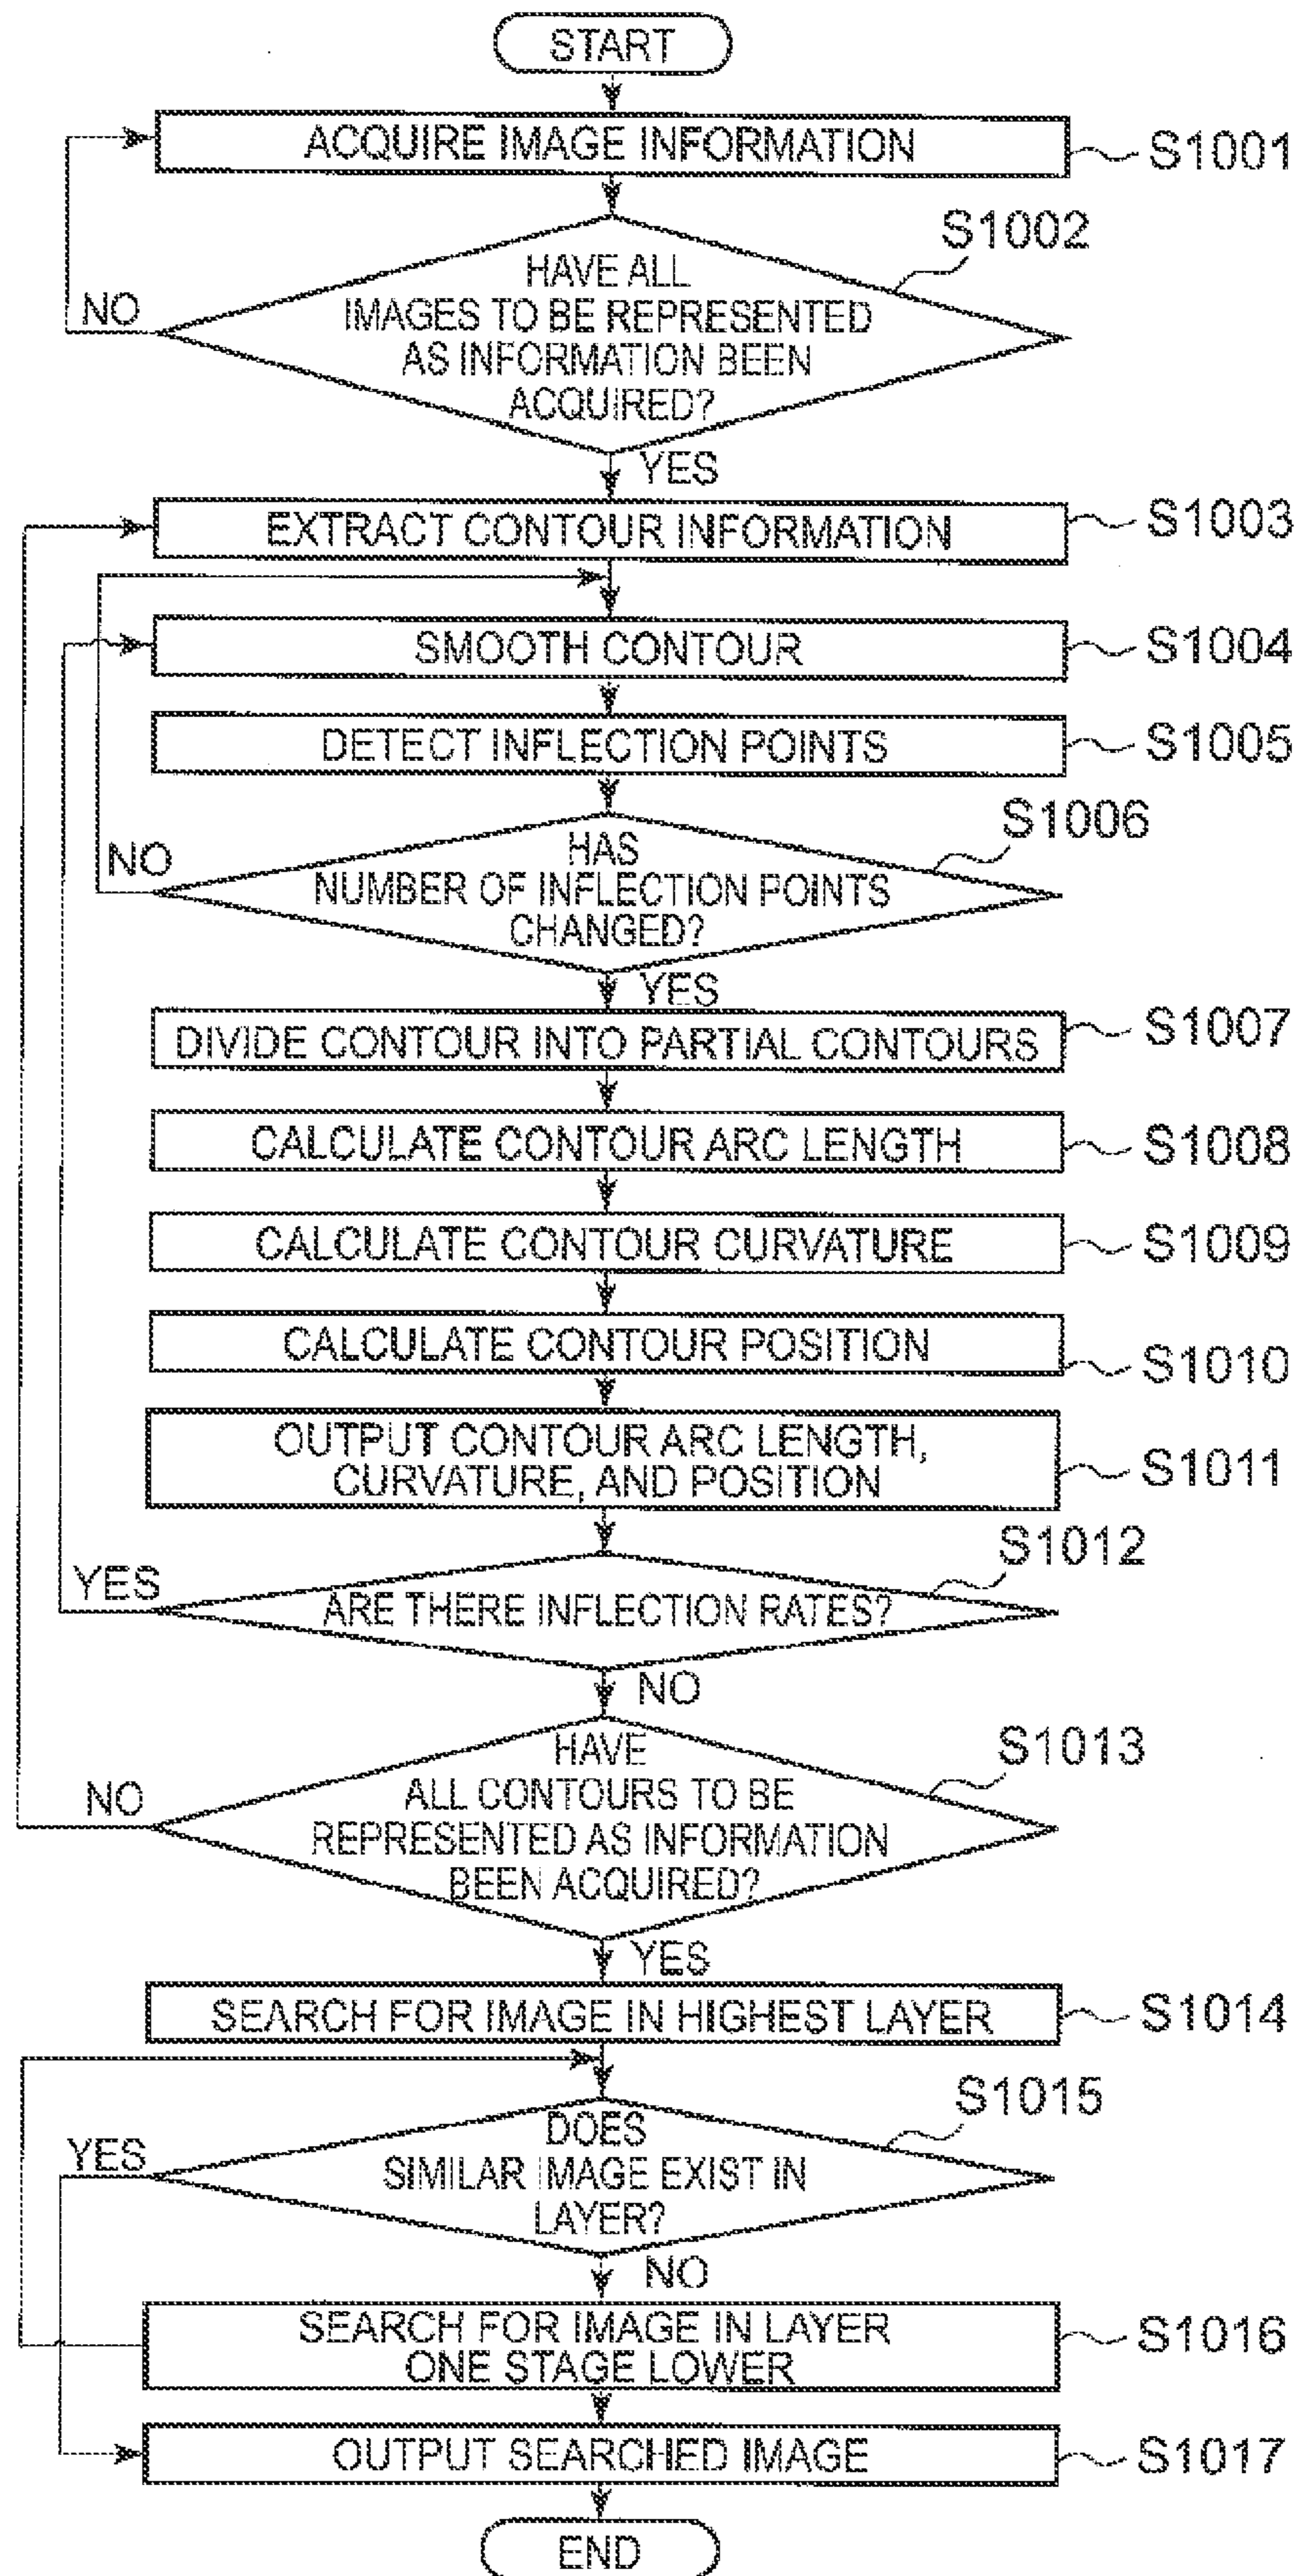 START
ACQUIRE IMAGE INFORMATION
S1001
S1002
HAVE ALL
IMAGES TO BE REPRESENTED
AS INFORMATION BEEN
ACQUIRED?
NO
YES
EXTRACT CONTOUR INFORMATION
S1003
SMOOTH CONTOUR
S1004
DETECT INFLECTION POINTS
S1005
S1006
HAS
NUMBER OF INFLECTION POINTS
CHANGED?
NO
YES
DIVIDE CONTOUR INTO PARTIAL CONTOURS
S1007
CALCULATE CONTOUR ARC LENGTH
S1008
CALCULATE CONTOUR CURVATURE
S1009
CALCULATE CONTOUR POSITION
S1010
OUTPUT CONTOUR ARC LENGTH,
CURVATURE, AND POSITION
S1011
S1012
YES
ARE THERE INFLECTION RATES?
NO
S1013
HAVE
ALL CONTOURS TO BE
REPRESENTED AS INFORMATION
BEEN ACQUIRED?
NO
YES
SEARCH FOR IMAGE IN HIGHEST LAYER
S1014
S1015
DOES
SIMILAR IMAGE EXIST IN
LAYER?
YES
NO
SEARCH FOR IMAGE IN LAYER
ONE STAGE LOWER
S1016
OUTPUT SEARCHED IMAGE
S1017
END